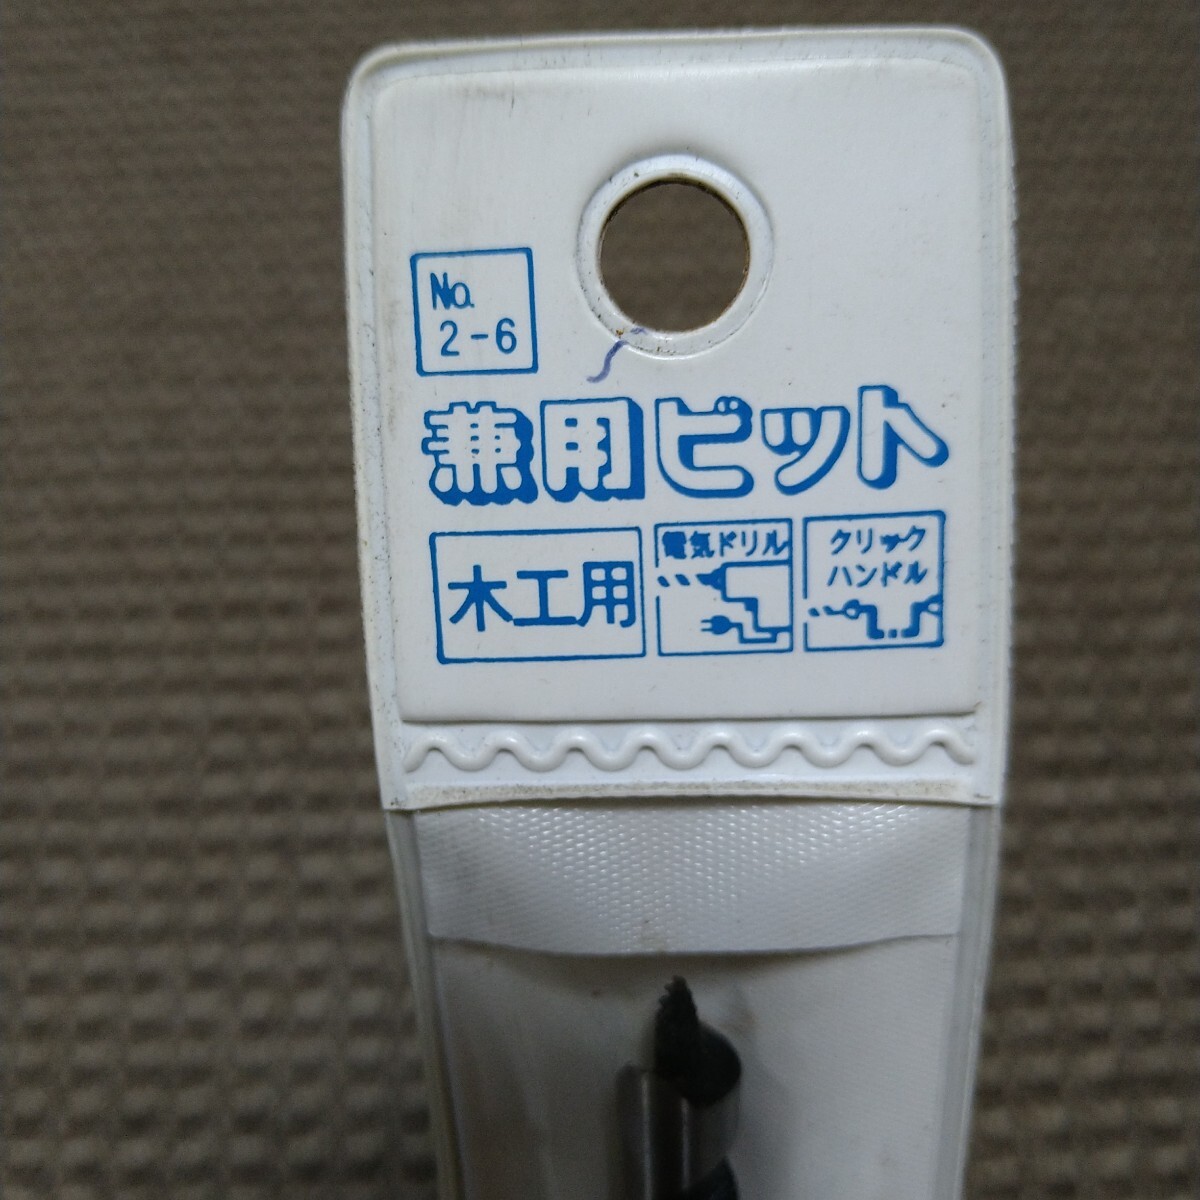 No.
2-6
兼用ビット
木工用
電気ドリル
クリック
ハンドル